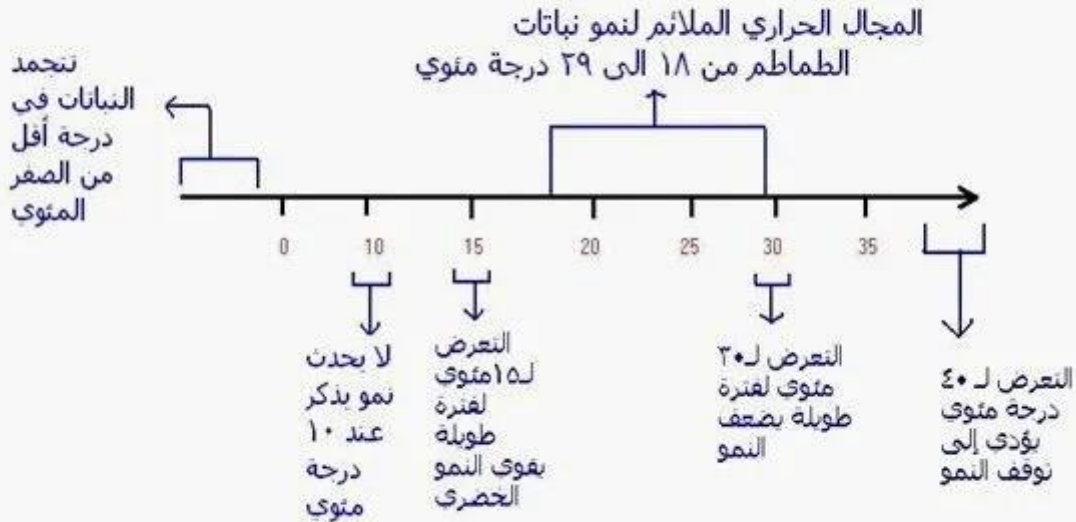 المجال الحراري الملائم لنمو نباتات
الطماطم من ١٨ الى ٢٩ درجة مئوي
تتجمد
النباتات في
درجة أقل
من الصفر
المئوي
0 10 15 20 25 30 35
لا يحدث
نمو يذكر
عند ١٠
درجة
مئوي
التعرض
لـ١٥مئوي
لفترة
طويلة
يقوي النمو
الخضري
التعرض لـ٣٠
مئوي لفترة
طويلة يضعف
النمو
التعرض لـ ٤٠
درجة مئوي
يؤدي إلى
توقف النمو